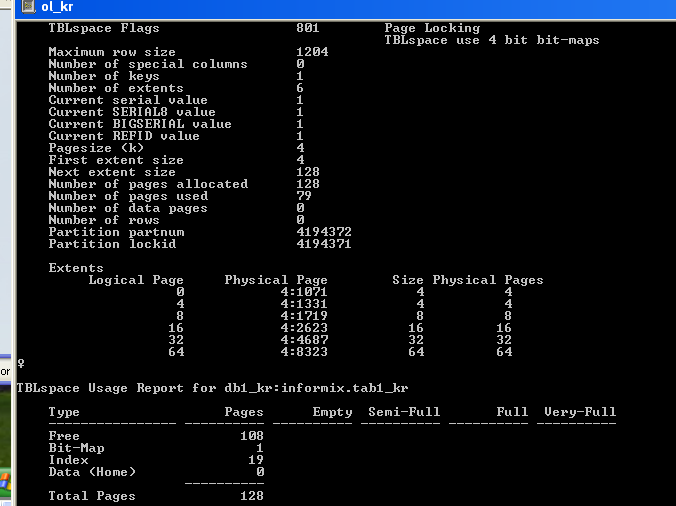 ol_kr
TBLspace Flags 801 Page Locking
TBLspace use 4 bit bit-maps
Maximum row size 1204
Number of special columns 0
Number of keys 1
Number of extents 6
Current serial value 1
Current SERIAL8 value 1
Current BIGSERIAL value 1
Current REFID value 1
Pagesize (k) 4
First extent size 4
Next extent size 128
Number of pages allocated 128
Number of pages used 79
Number of data pages 0
Number of rows 0
Partition partnum 4194372
Partition lockid 4194371
Extents
Logical Page Physical Page Size Physical Pages
0 4:1071 4 4
4 4:1331 4 4
8 4:1719 8 8
16 4:2623 16 16
32 4:4687 32 32
64 4:8323 64 64
♀
or
TBLspace Usage Report for db1_kr:informix.tab1_kr
Type Pages Empty Semi-Full Full Very-Full
---------------- ---------- ---------- ---------- ---------- ----------
Free 108
Bit-Map 1
Index 19
Data (Home) 0
----------
Total Pages 128